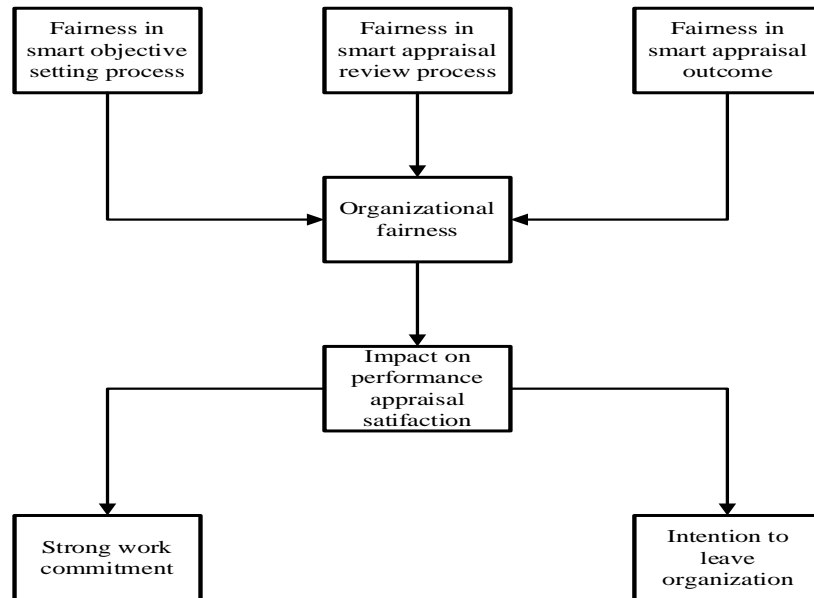 Fairness in
smart objective
setting process
Fairness in
smart appraisal
review process
Fairness in
smart appraisal
outcome
Organizational
fairness
Impact on
performance
appraisal
satifaction
Strong work
commitment
Intention to
leave
organization